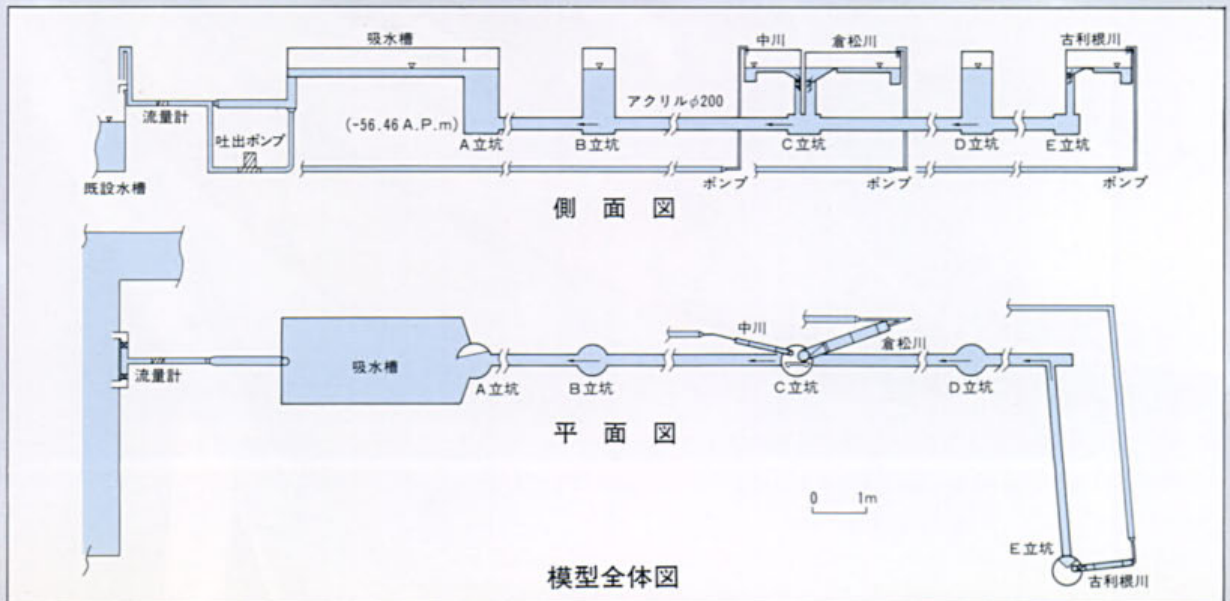 吸水槽
中川
倉松川
古利根川
流量計
吐出ポンプ
(-56.46 A.P.m)
アクリルφ200
A立坑
B立坑
C立坑
D立坑
E立坑
既設水槽
ポンプ
ポンプ
ポンプ
側面図
中川
倉松川
流量計
吸水槽
A立坑
B立坑
C立坑
D立坑
平面図
0 1m
E立坑
古利根川
模型全体図